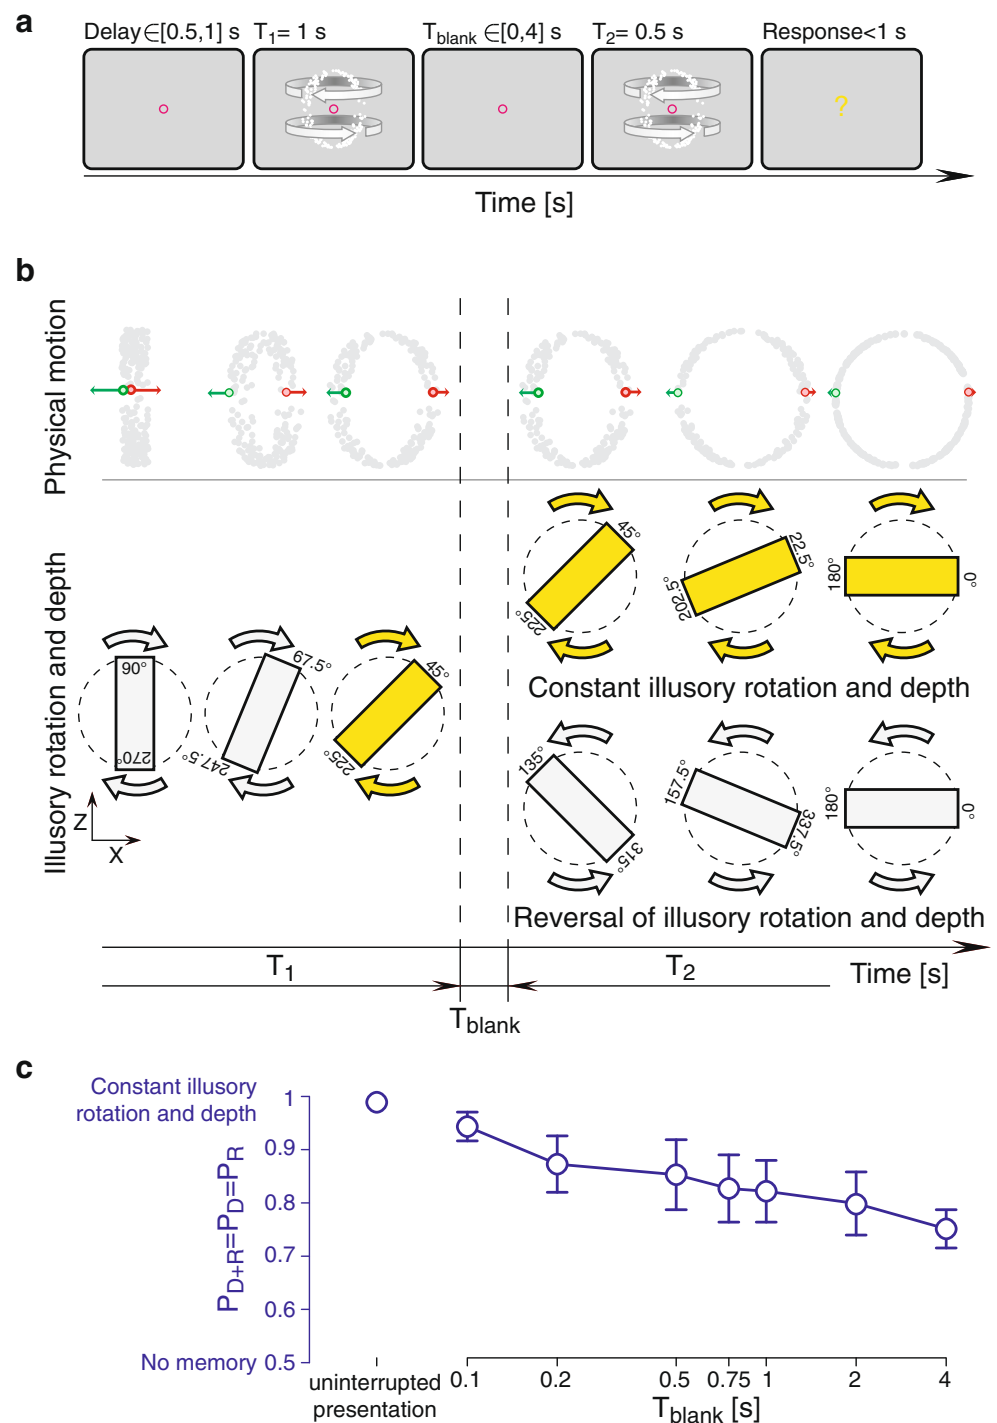 a
Delay∈[0.5,1] s T1= 1 s Tblank ∈[0,4] s T2= 0.5 s Response<1 s
?
Time [s]
b
Physical motion
Illusory rotation and depth
45° 22.5° 180° 0°
225° 202.5°
Constant illusory rotation and depth
90° 67.5° 45°
270° 247.5° 225°
135° 157.5° 180° 0°
315° 337.5°
Z
X
Reversal of illusory rotation and depth
T1 T2 Time [s]
Tblank
c
Constant illusory rotation and depth
PD+R=PD=PR
1
0.9
0.8
0.7
0.6
No memory 0.5
uninterrupted presentation
0.1 0.2 0.5 0.75 1 2 4
Tblank [s]